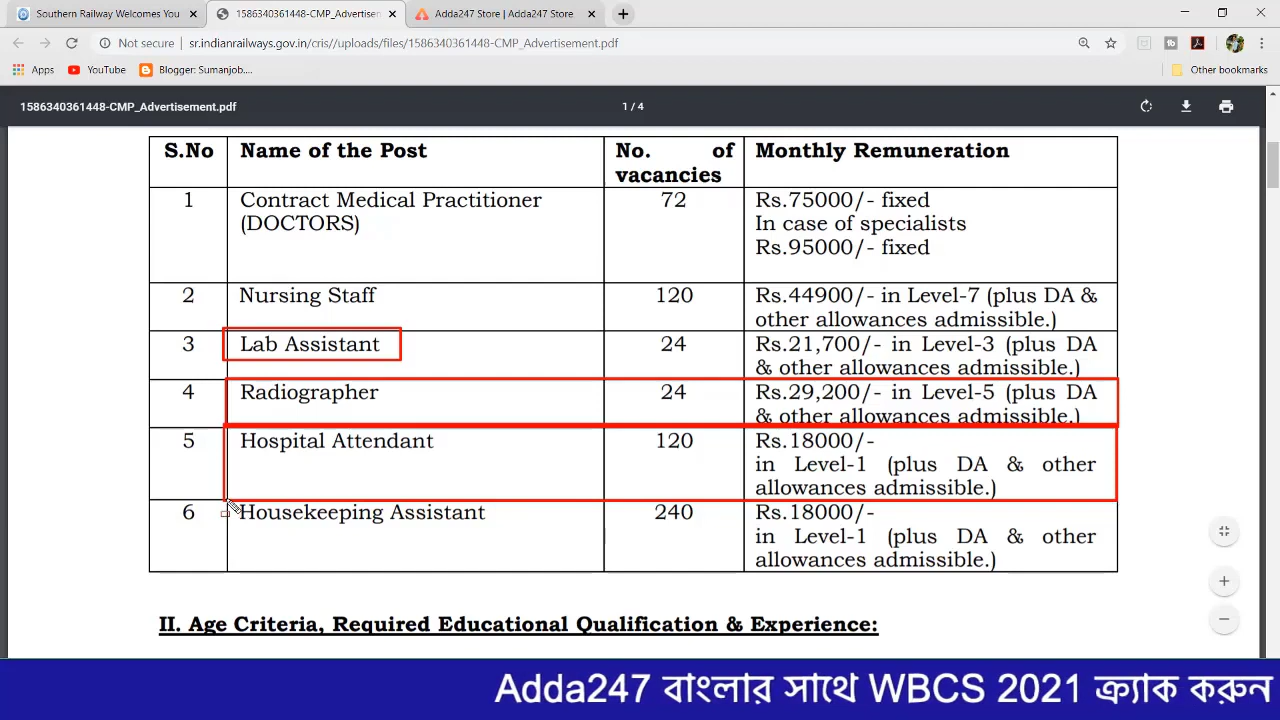 Southern Railway Welcomes You
1586340361448-CMP_Advertisemen
Adda247 Store | Adda247 Store
Not secure | sr.indianrailways.gov.in/cris//uploads/files/1586340361448-CMP_Advertisement.pdf
Apps YouTube Blogger: Sumanjob.... Other bookmarks
1586340361448-CMP_Advertisement.pdf 1 / 4
S.No Name of the Post No. of Monthly Remuneration
vacancies
1 Contract Medical Practitioner 72 Rs.75000/- fixed
(DOCTORS) In case of specialists
Rs.95000/- fixed
2 Nursing Staff 120 Rs.44900/- in Level-7 (plus DA &
other allowances admissible.)
3 Lab Assistant 24 Rs.21,700/- in Level-3 (plus DA
& other allowances admissible.)
4 Radiographer 24 Rs.29,200/- in Level-5 (plus DA
& other allowances admissible.)
5 Hospital Attendant 120 Rs.18000/-
in Level-1 (plus DA & other
allowances admissible.)
6 Housekeeping Assistant 240 Rs.18000/-
in Level-1 (plus DA & other
allowances admissible.)
II. Age Criteria, Required Educational Qualification & Experience:
Adda247 বাংলার সাথে WBCS 2021 ক্র্যাক করুন